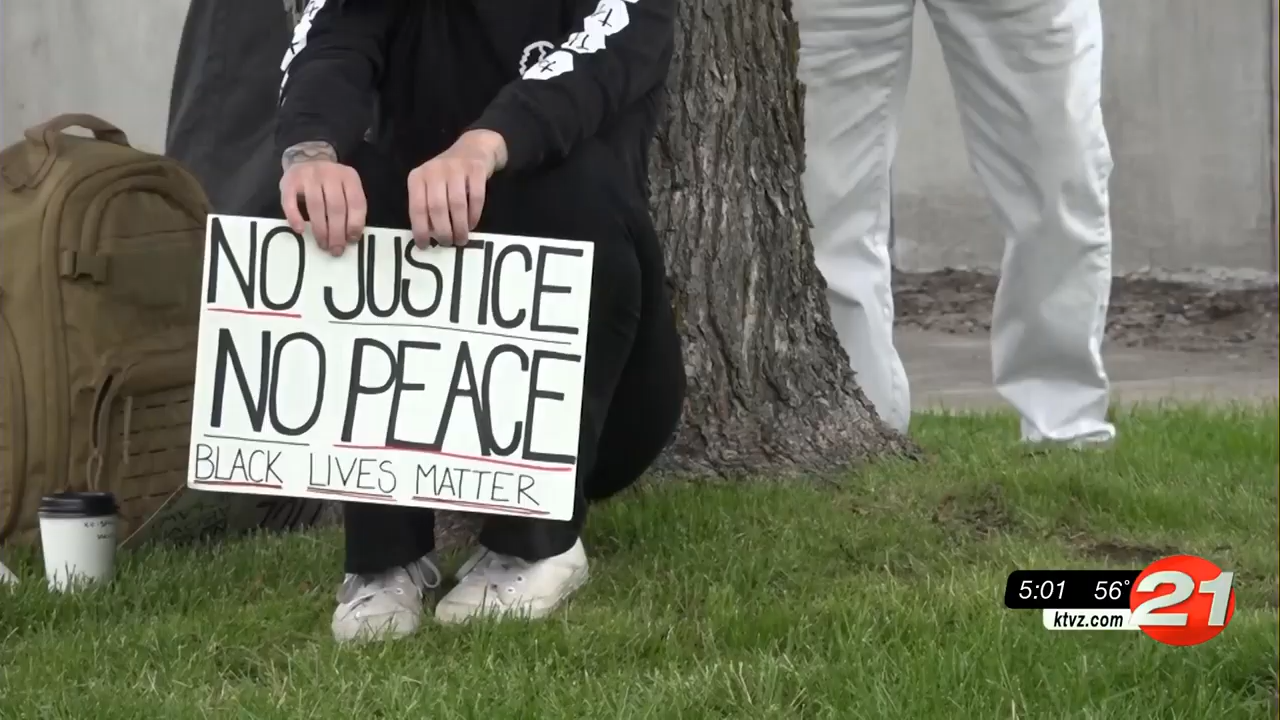 NO JUSTICE
NO PEACE
BLACK LIVES MATTER
5:01 56°
21
ktvz.com